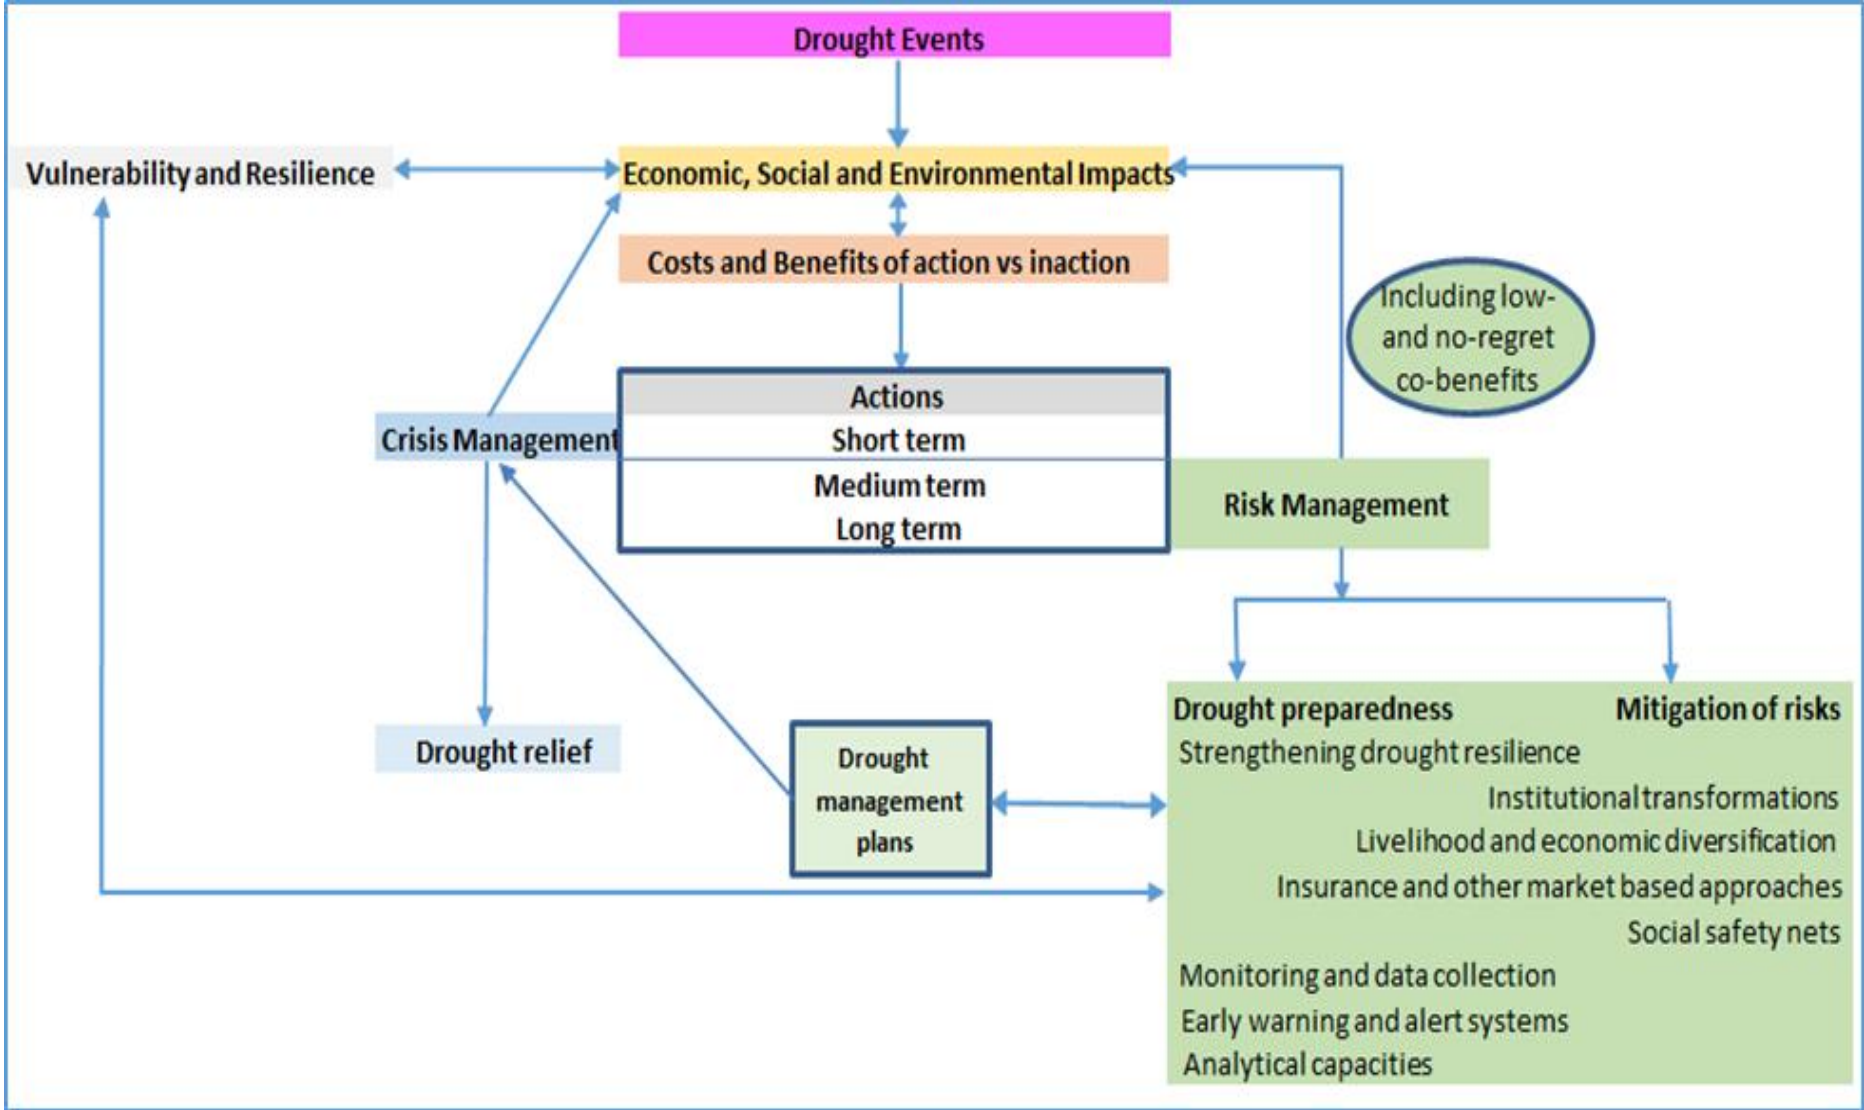 Drought Events
Vulnerability and Resilience
Economic, Social and Environmental Impacts
Costs and Benefits of action vs inaction
Including low-
and no-regret
co-benefits
Actions
Crisis Management
Short term
Medium term
Long term
Risk Management
Drought relief
Drought
management
plans
Drought preparedness
Mitigation of risks
Strengthening drought resilience
Institutional transformations
Livelihood and economic diversification
Insurance and other market based approaches
Social safety nets
Monitoring and data collection
Early warning and alert systems
Analytical capacities